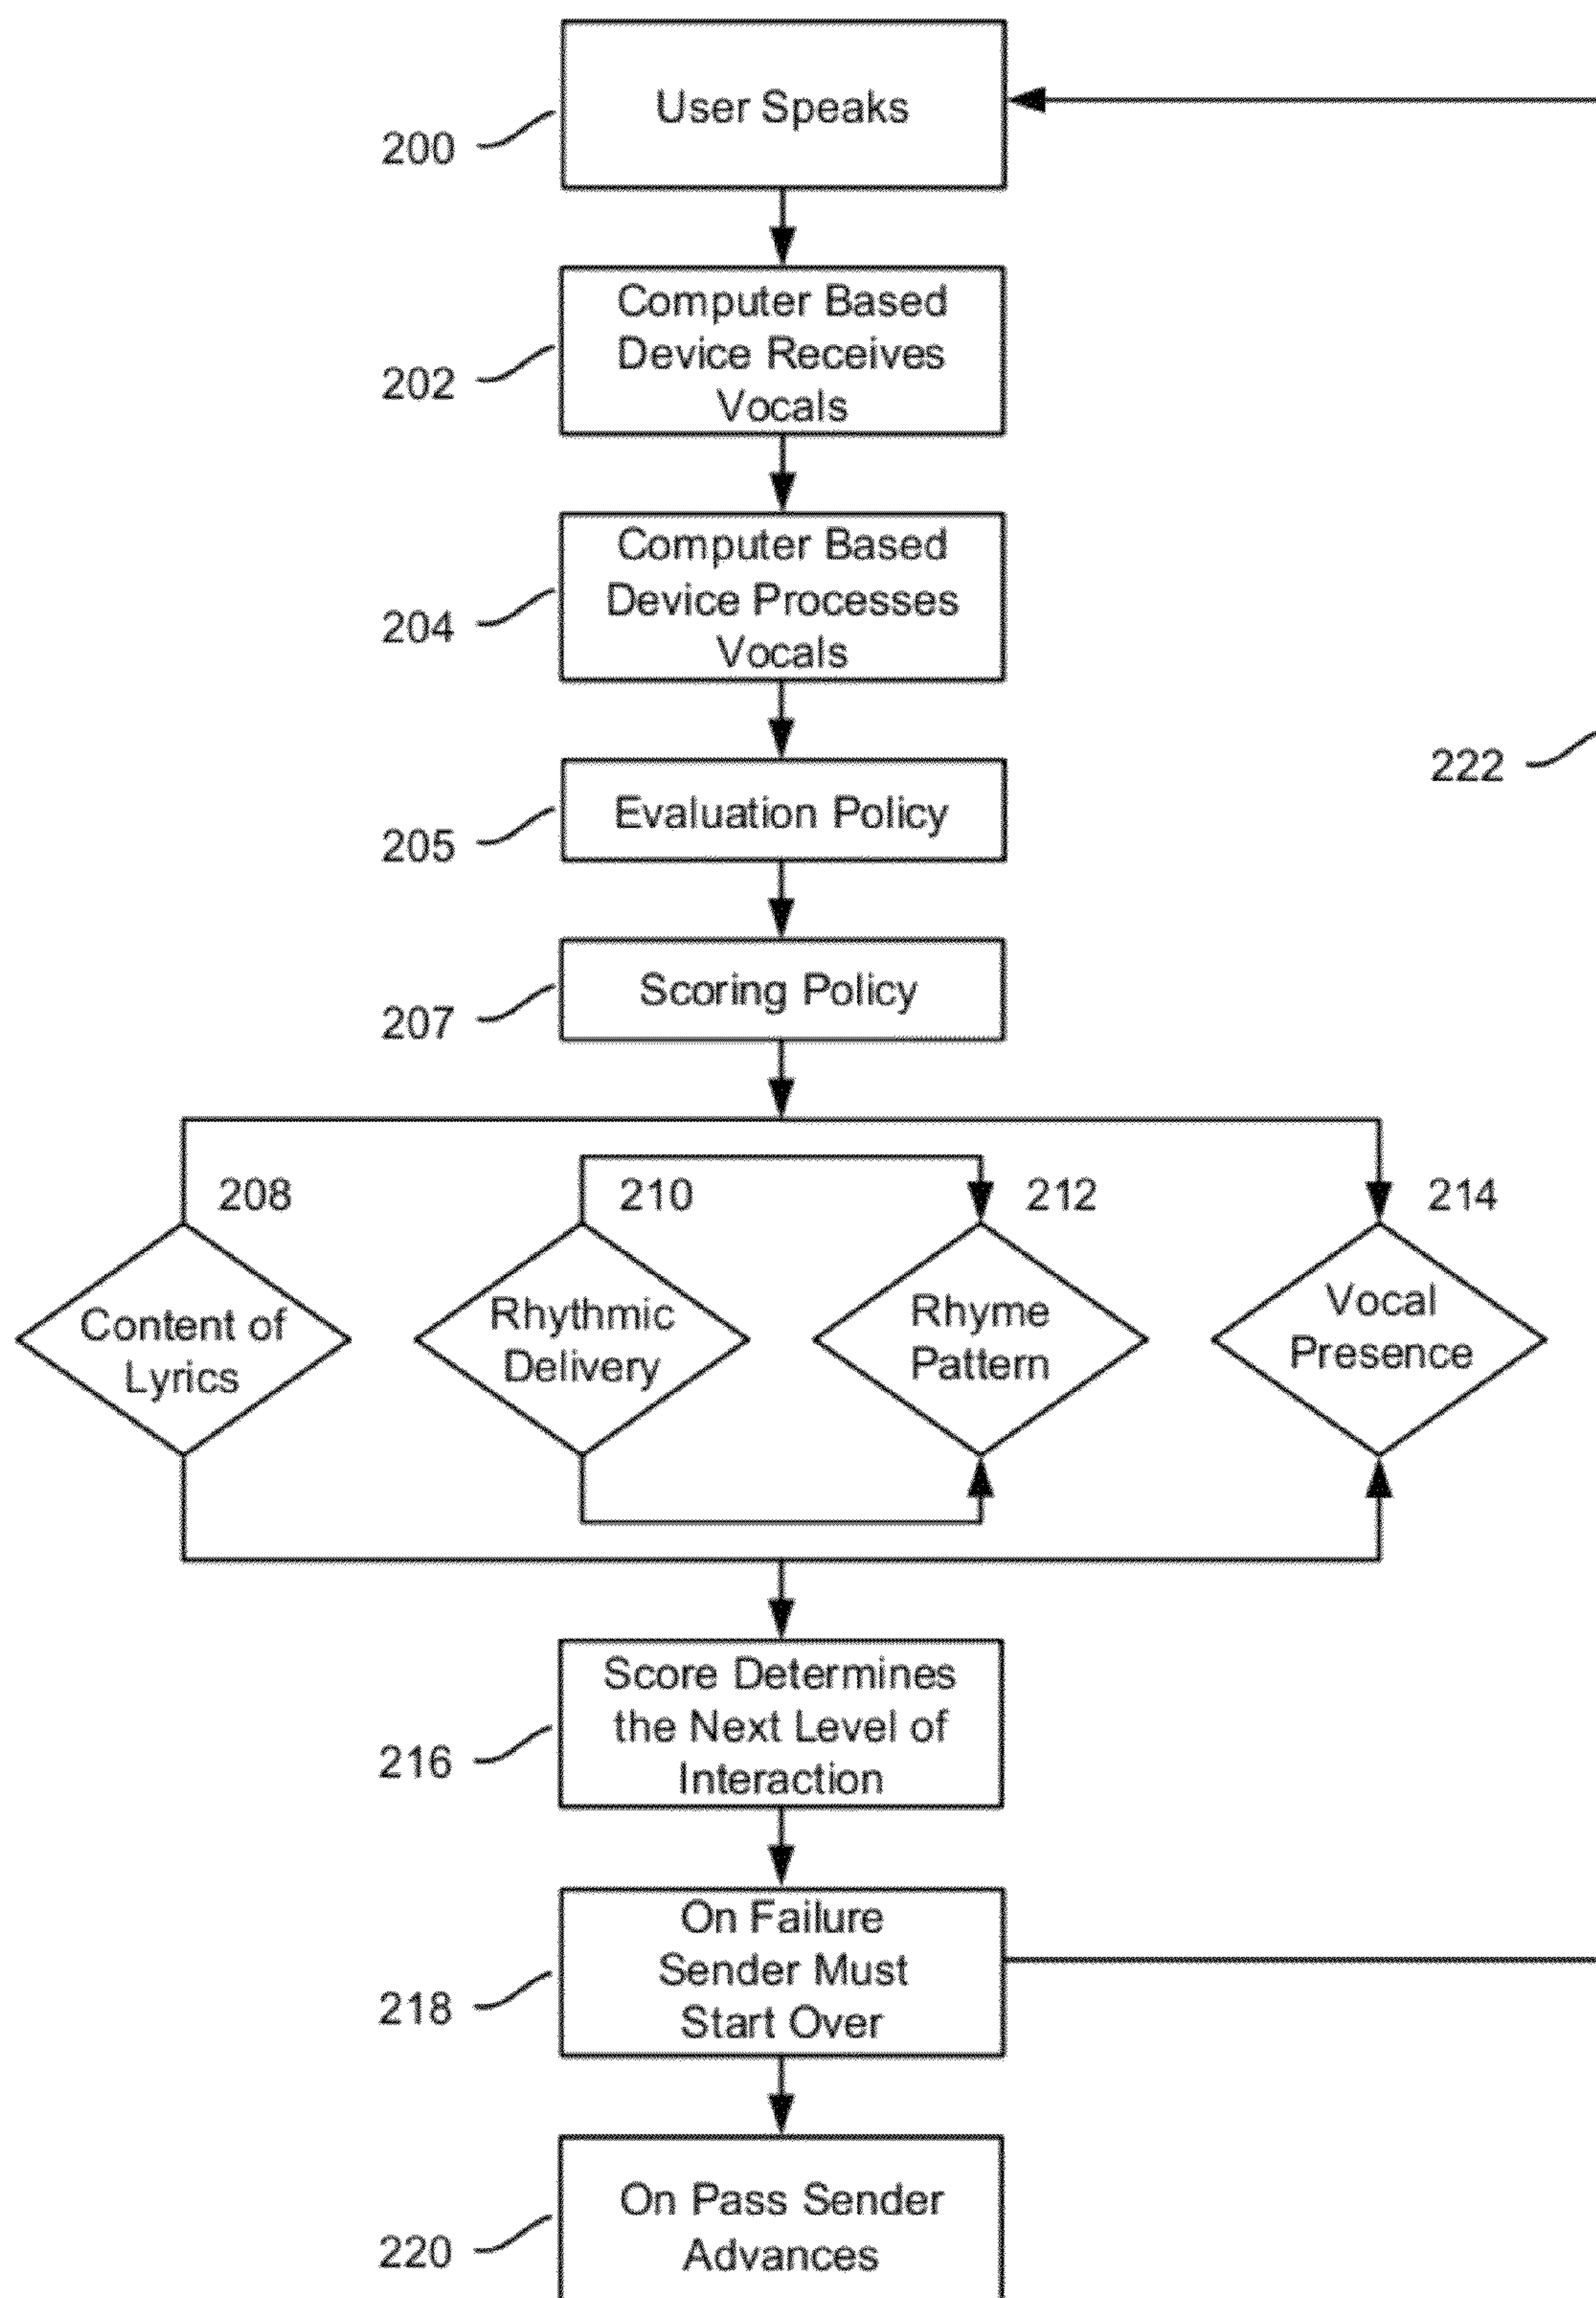 User Speaks
200
Computer Based
Device Receives
Vocals
202
Computer Based
Device Processes
Vocals
204
222
Evaluation Policy
205
Scoring Policy
207
208
210
212
214
Content of
Lyrics
Rhythmic
Delivery
Rhyme
Pattern
Vocal
Presence
Score Determines
the Next Level of
Interaction
216
On Failure
Sender Must
Start Over
218
On Pass Sender
Advances
220